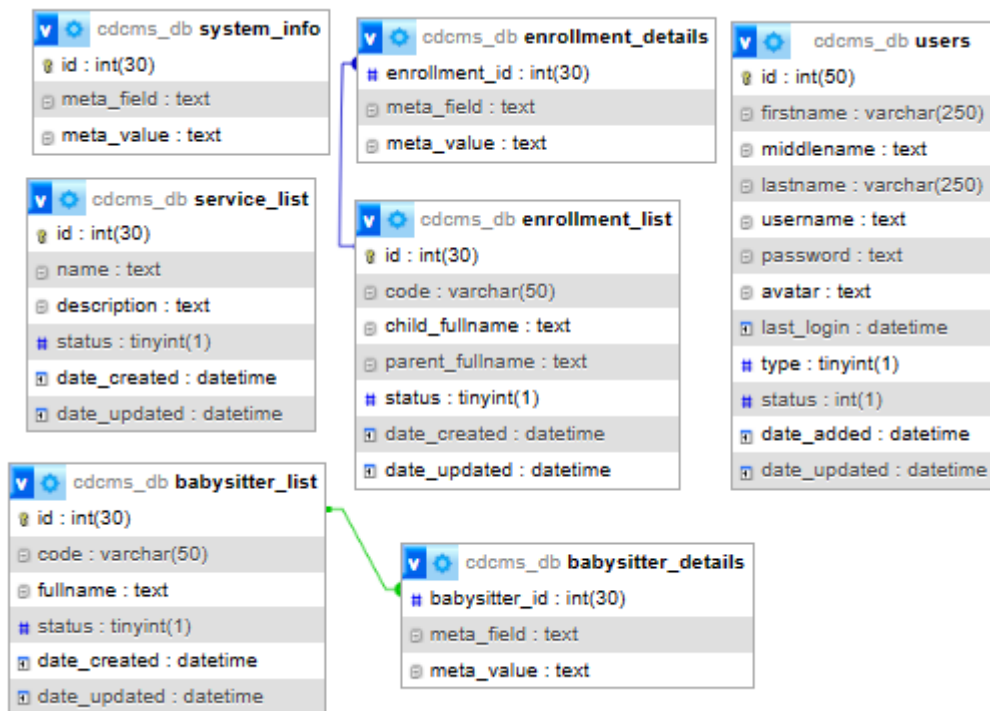 cdcms_db system_info
id : int(30)
meta_field : text
meta_value : text
cdcms_db enrollment_details
enrollment_id : int(30)
meta_field : text
meta_value : text
cdcms_db users
id : int(50)
firstname : varchar(250)
middlename : text
lastname : varchar(250)
username : text
password : text
avatar : text
last_login : datetime
type : tinyint(1)
status : int(1)
date_added : datetime
date_updated : datetime
cdcms_db service_list
id : int(30)
name : text
description : text
status : tinyint(1)
date_created : datetime
date_updated : datetime
cdcms_db enrollment_list
id : int(30)
code : varchar(50)
child_fullname : text
parent_fullname : text
status : tinyint(1)
date_created : datetime
date_updated : datetime
cdcms_db babysitter_list
id : int(30)
code : varchar(50)
fullname : text
status : tinyint(1)
date_created : datetime
date_updated : datetime
cdcms_db babysitter_details
babysitter_id : int(30)
meta_field : text
meta_value : text